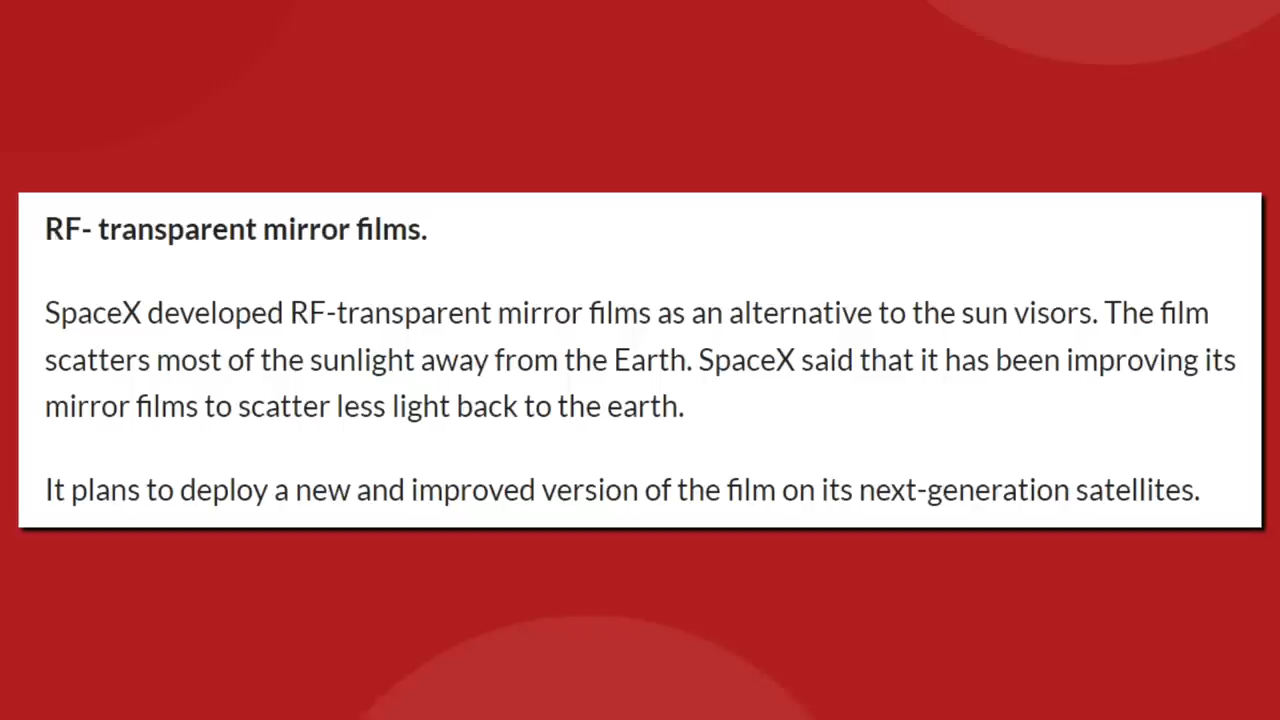 RF- transparent mirror films.
SpaceX developed RF-transparent mirror films as an alternative to the sun visors. The film
scatters most of the sunlight away from the Earth. SpaceX said that it has been improving its
mirror films to scatter less light back to the earth.
It plans to deploy a new and improved version of the film on its next-generation satellites.